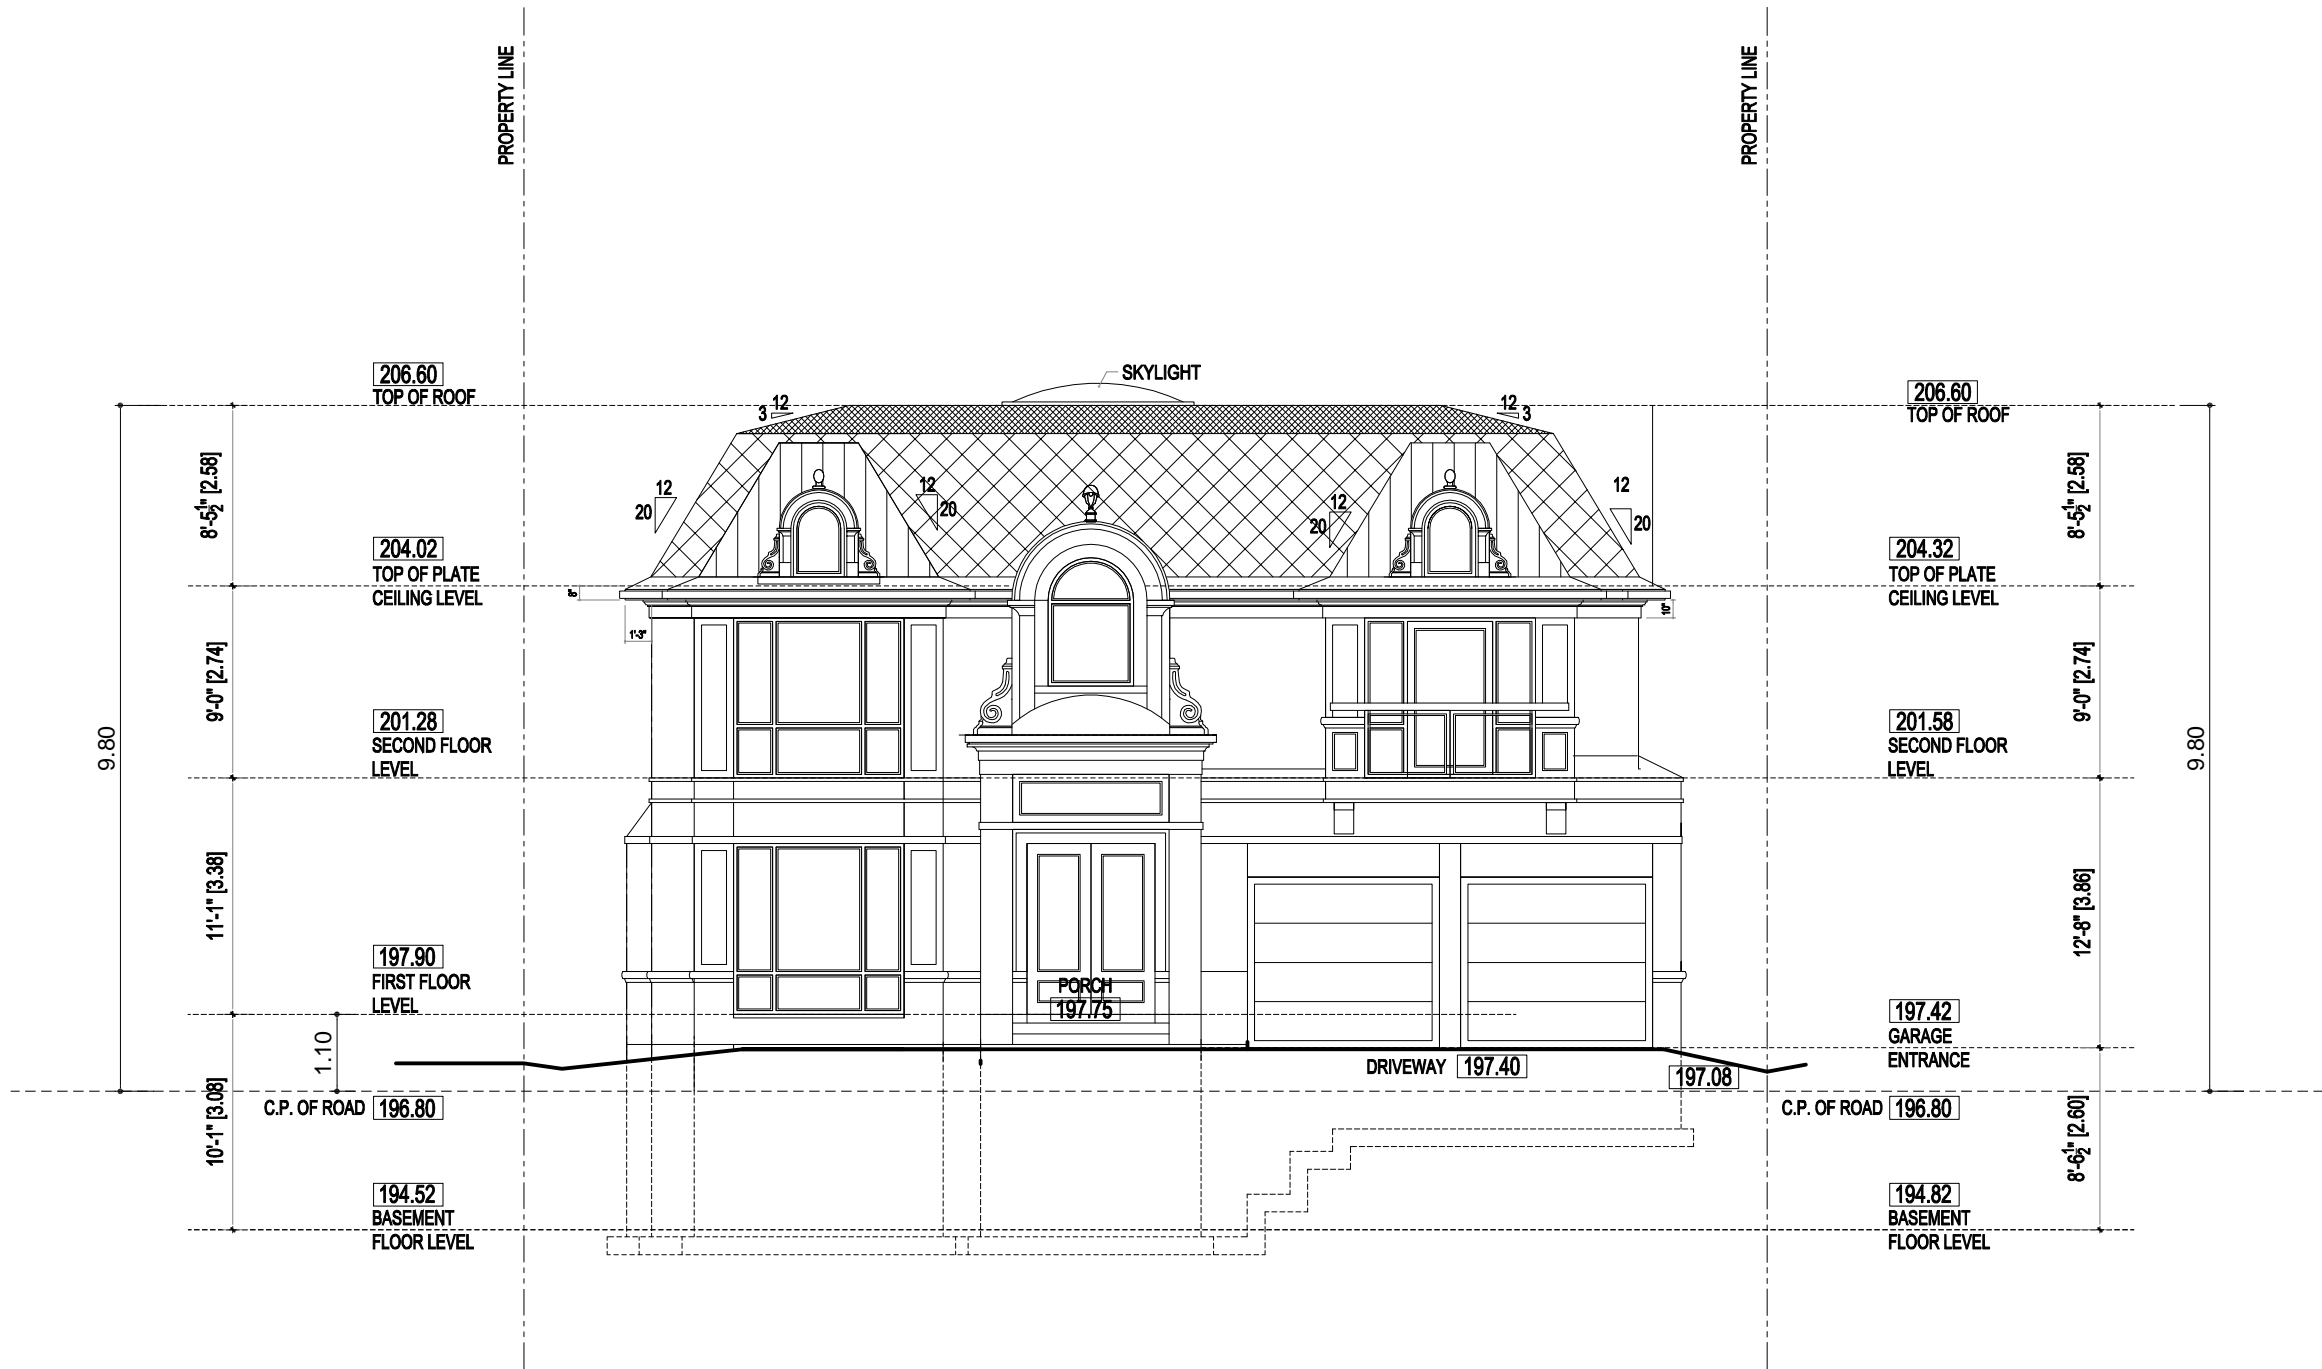 PROPERTY LINE
PROPERTY LINE
SKYLIGHT
206.60
TOP OF ROOF
206.60
TOP OF ROOF
12
3
12
3
8'-5 1/2" [2.58]
12
20
12
20
12
20
12
20
8'-5 1/2" [2.58]
204.02
TOP OF PLATE
CEILING LEVEL
204.32
TOP OF PLATE
CEILING LEVEL
8"
10"
1'-3"
9'-0" [2.74]
9'-0" [2.74]
201.28
SECOND FLOOR
LEVEL
201.58
SECOND FLOOR
LEVEL
9.80
9.80
11'-1" [3.38]
12'-8" [3.86]
197.90
FIRST FLOOR
LEVEL
PORCH
197.75
197.42
GARAGE
ENTRANCE
1.10
DRIVEWAY 197.40
197.08
C.P. OF ROAD 196.80
C.P. OF ROAD 196.80
10'-1" [3.08]
8'-6 1/2" [2.60]
194.52
BASEMENT
FLOOR LEVEL
194.82
BASEMENT
FLOOR LEVEL